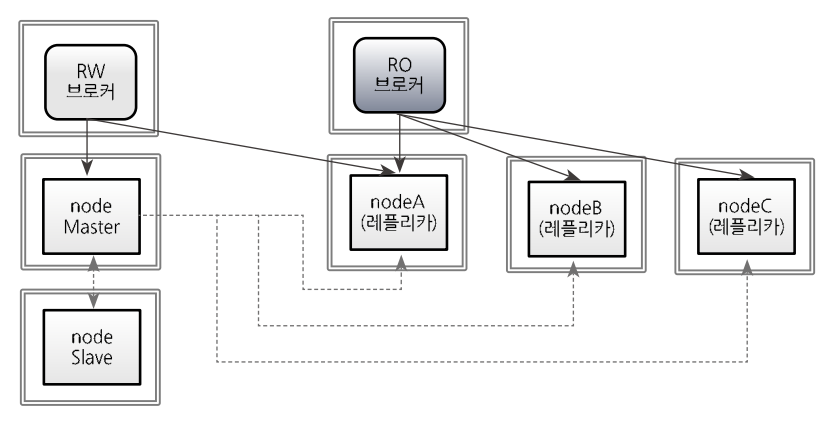 RW
브로커
RO
브로커
node
Master
nodeA
(레플리카)
nodeB
(레플리카)
nodeC
(레플리카)
node
Slave